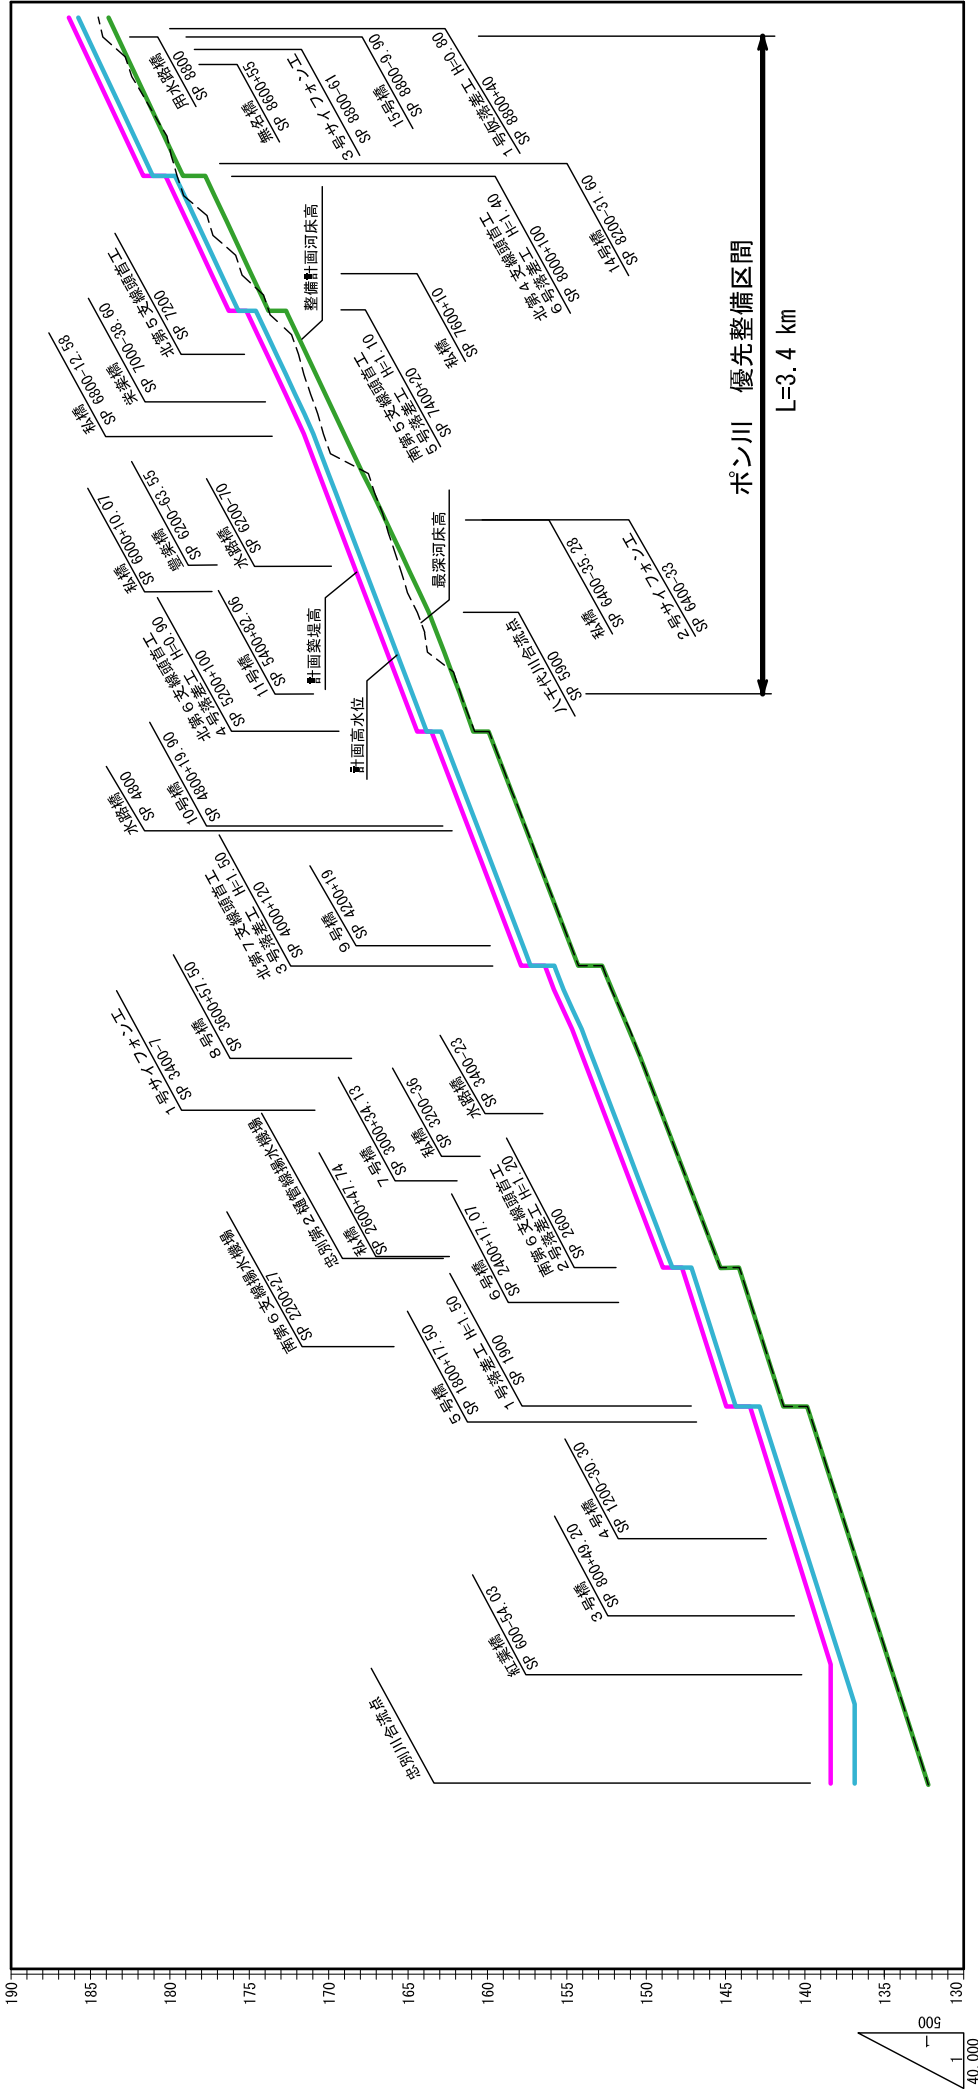 190
185
180
175
170
165
160
155
150
145
140
135
130
1
500
1
40,000
忠別川合流点
紅葉橋
SP 600-54.03
3号橋
SP 800+49.20
4号橋
SP 1200-30.30
5号橋
SP 1800+17.50
1号落差工 H=1.50
SP 1900
南第6支線揚水機場
SP 2200+27
6号橋
SP 2400+17.07
南第6支線頭首工
2号落差工 H=1.20
SP 2600
忠別第2樋管線揚水機場
私橋
SP 2600+47.74
7号橋
SP 3000+34.13
私橋
SP 3200-36
水路橋
SP 3400-23
1号サイフォン工
SP 3400-7
8号橋
SP 3600+57.50
北第7支線頭首工
3号落差工 H=1.50
SP 4000+120
9号橋
SP 4200+19
水路橋
SP 4800
10号橋
SP 4800+19.90
北第6支線頭首工
4号落差工 H=0.90
SP 5200+100
11号橋
SP 5400+82.06
八千代川合流点
SP 5900
私橋
SP 6000+10.07
豊栄橋
SP 6200-63.55
水路橋
SP 6200-70
私橋
SP 6400-35.28
2号サイフォン工
SP 6400-33
私橋
SP 6800-12.58
栄楽橋
SP 7000-38.60
北第5支線頭首工
SP 7200
南第5支線頭首工
5号落差工 H=1.10
SP 7400+20
私橋
SP 7600+10
北第4支線頭首工
6号落差工 H=1.40
SP 8000+100
14号橋
SP 8200-31.60
無名橋
SP 8600+55
3号サイフォン工
SP 8800-61
15号橋
SP 8800-9.90
用水路橋
SP 8800
1号仮落差工 H=0.80
SP 8800+40
計画高水位
計画築堤高
最深河床高
整備計画河床高
ポン川 優先整備区間
L=3.4 km